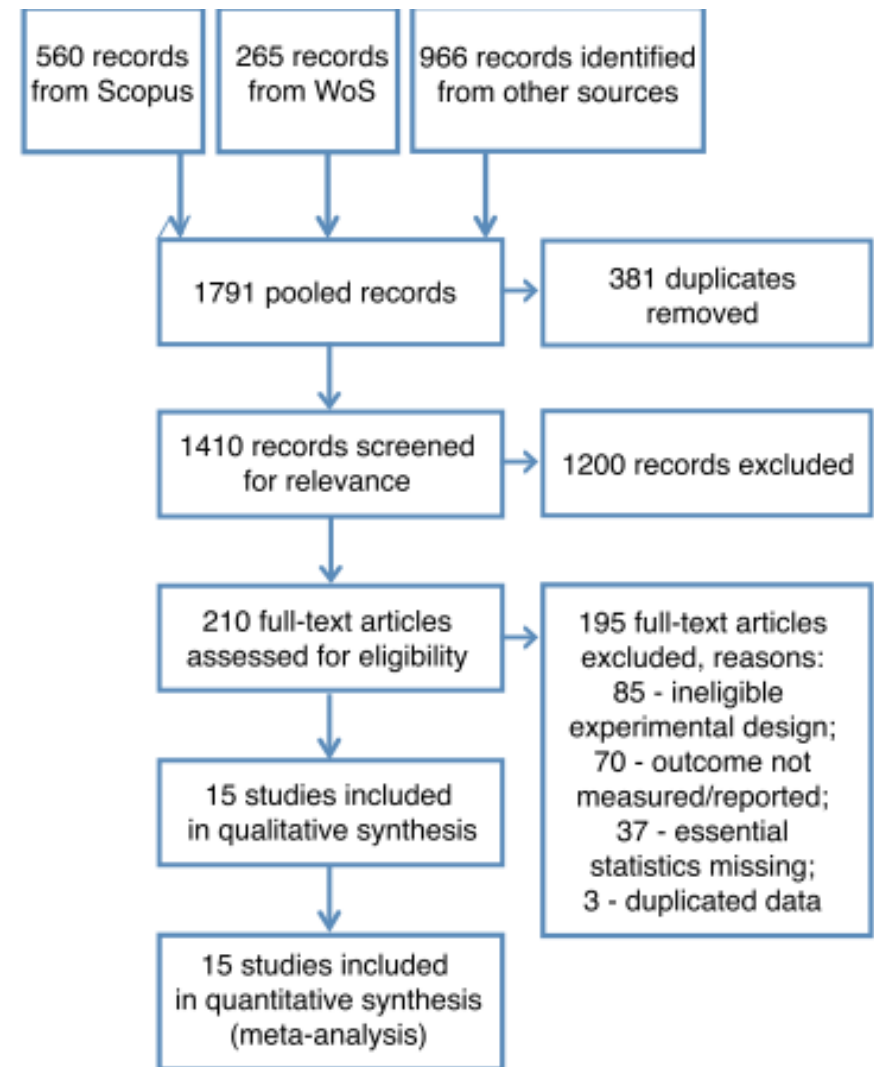 560 records
from Scopus
265 records
from WoS
966 records identified
from other sources
1791 pooled records
381 duplicates
removed
1410 records screened
for relevance
1200 records excluded
210 full-text articles
assessed for eligibility
195 full-text articles
excluded, reasons:
85 - ineligible
experimental design;
70 - outcome not
measured/reported;
37 - essential
statistics missing;
3 - duplicated data
15 studies included
in qualitative synthesis
15 studies included
in quantitative synthesis
(meta-analysis)